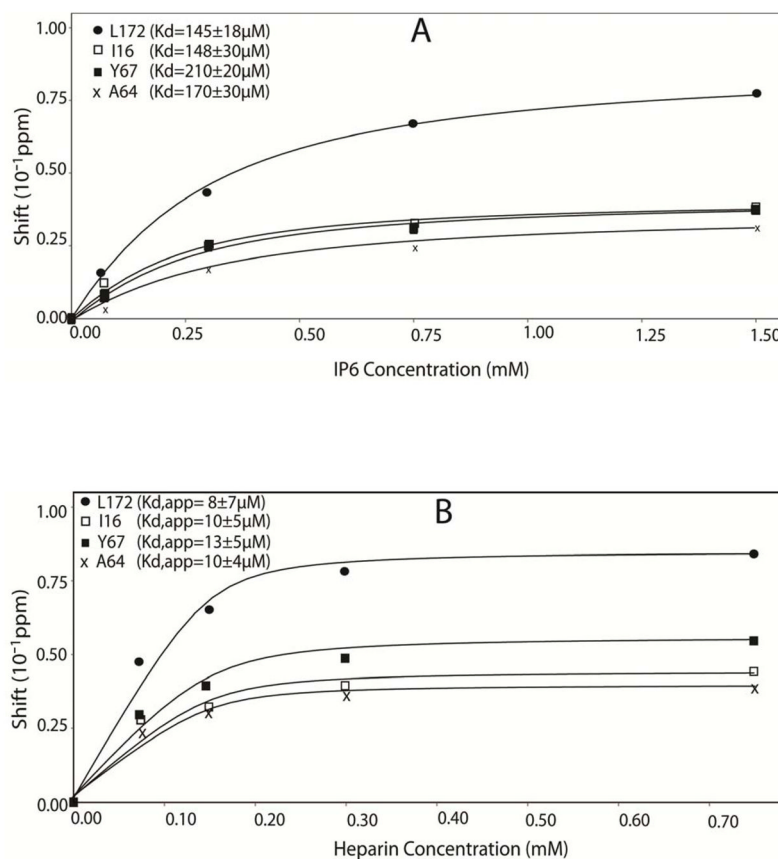 A
● L172 (Kd=145±18μM)
□ I16 (Kd=148±30μM)
■ Y67 (Kd=210±20μM)
x A64 (Kd=170±30μM)
1.00
0.75
0.50
0.25
0.00
Shift (10⁻¹ppm)
0.00 0.25 0.50 0.75 1.00 1.25 1.50
IP6 Concentration (mM)
B
● L172 (Kd,app= 8±7μM)
□ I16 (Kd,app=10±5μM)
■ Y67 (Kd,app=13±5μM)
x A64 (Kd,app=10±4μM)
1.00
0.75
0.50
0.25
0.00
Shift (10⁻¹ppm)
0.00 0.10 0.20 0.30 0.40 0.50 0.60 0.70
Heparin Concentration (mM)